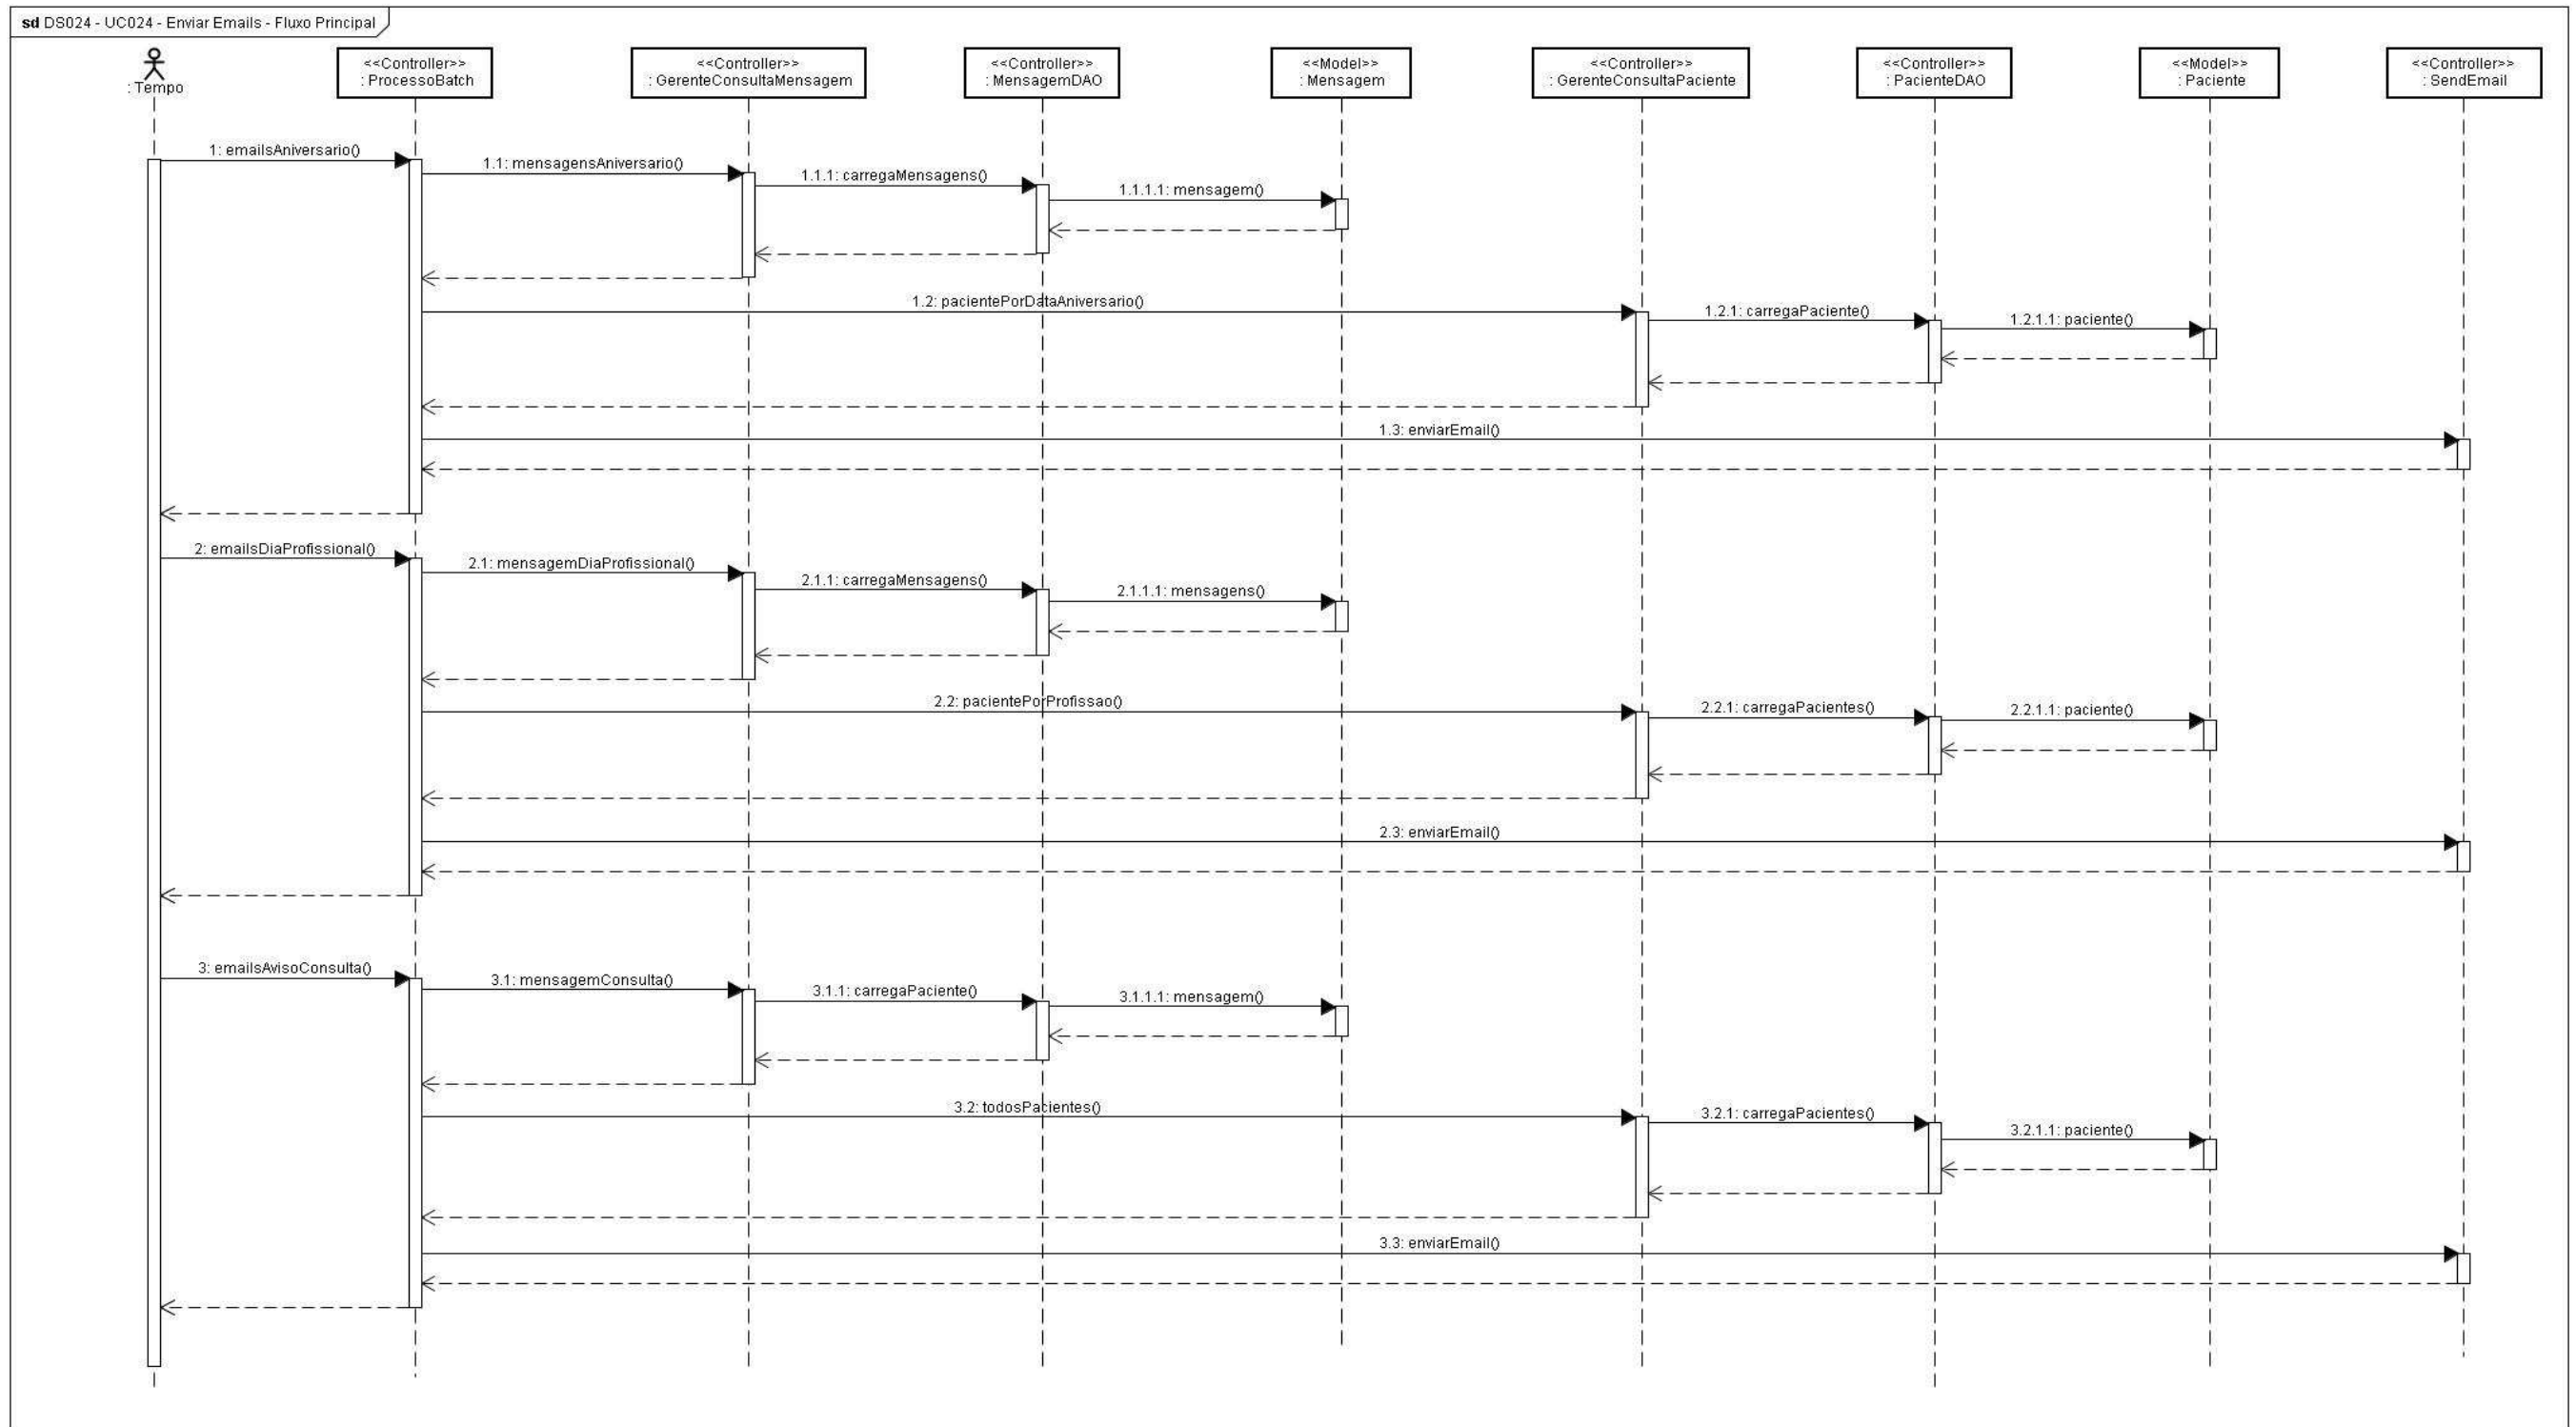 sd DS024 - UC024 - Enviar Emails - Fluxo Principal
: Tempo
<<Controller>>
: ProcessoBatch
<<Controller>>
: GerenteConsultaMensagem
<<Controller>>
: MensagemDAO
<<Model>>
: Mensagem
<<Controller>>
: GerenteConsultaPaciente
<<Controller>>
: PacienteDAO
<<Model>>
: Paciente
<<Controller>>
: SendEmail
1: emailsAniversario()
1.1: mensagensAniversario()
1.1.1: carregaMensagens()
1.1.1.1: mensagem()
1.2: pacientePorDataAniversario()
1.2.1: carregaPaciente()
1.2.1.1: paciente()
1.3: enviarEmail()
2: emailsDiaProfissional()
2.1: mensagemDiaProfissional()
2.1.1: carregaMensagens()
2.1.1.1: mensagens()
2.2: pacientePorProfissao()
2.2.1: carregaPacientes()
2.2.1.1: paciente()
2.3: enviarEmail()
3: emailsAvisoConsulta()
3.1: mensagemConsulta()
3.1.1: carregaPaciente()
3.1.1.1: mensagem()
3.2: todosPacientes()
3.2.1: carregaPacientes()
3.2.1.1: paciente()
3.3: enviarEmail()